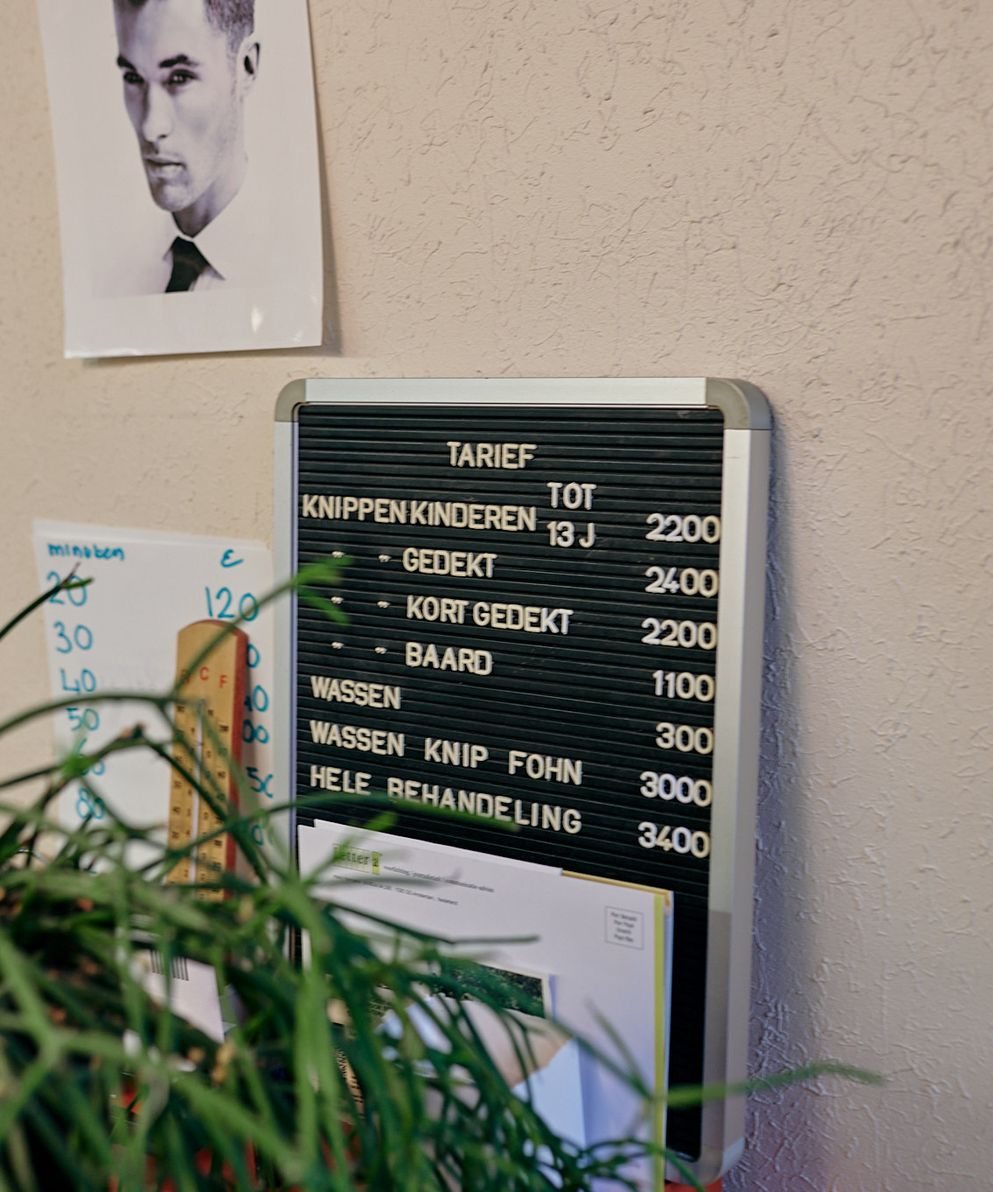 TARIEF
KNIPPEN KINDEREN TOT 13 J 2200
" " GEDEKT 2400
" " KORT GEDEKT 2200
" " BAARD 1100
WASSEN 300
WASSEN KNIP FOHN 3000
HELE BEHANDELING 3400
minuten €
20 120
30
40
50
80
C F